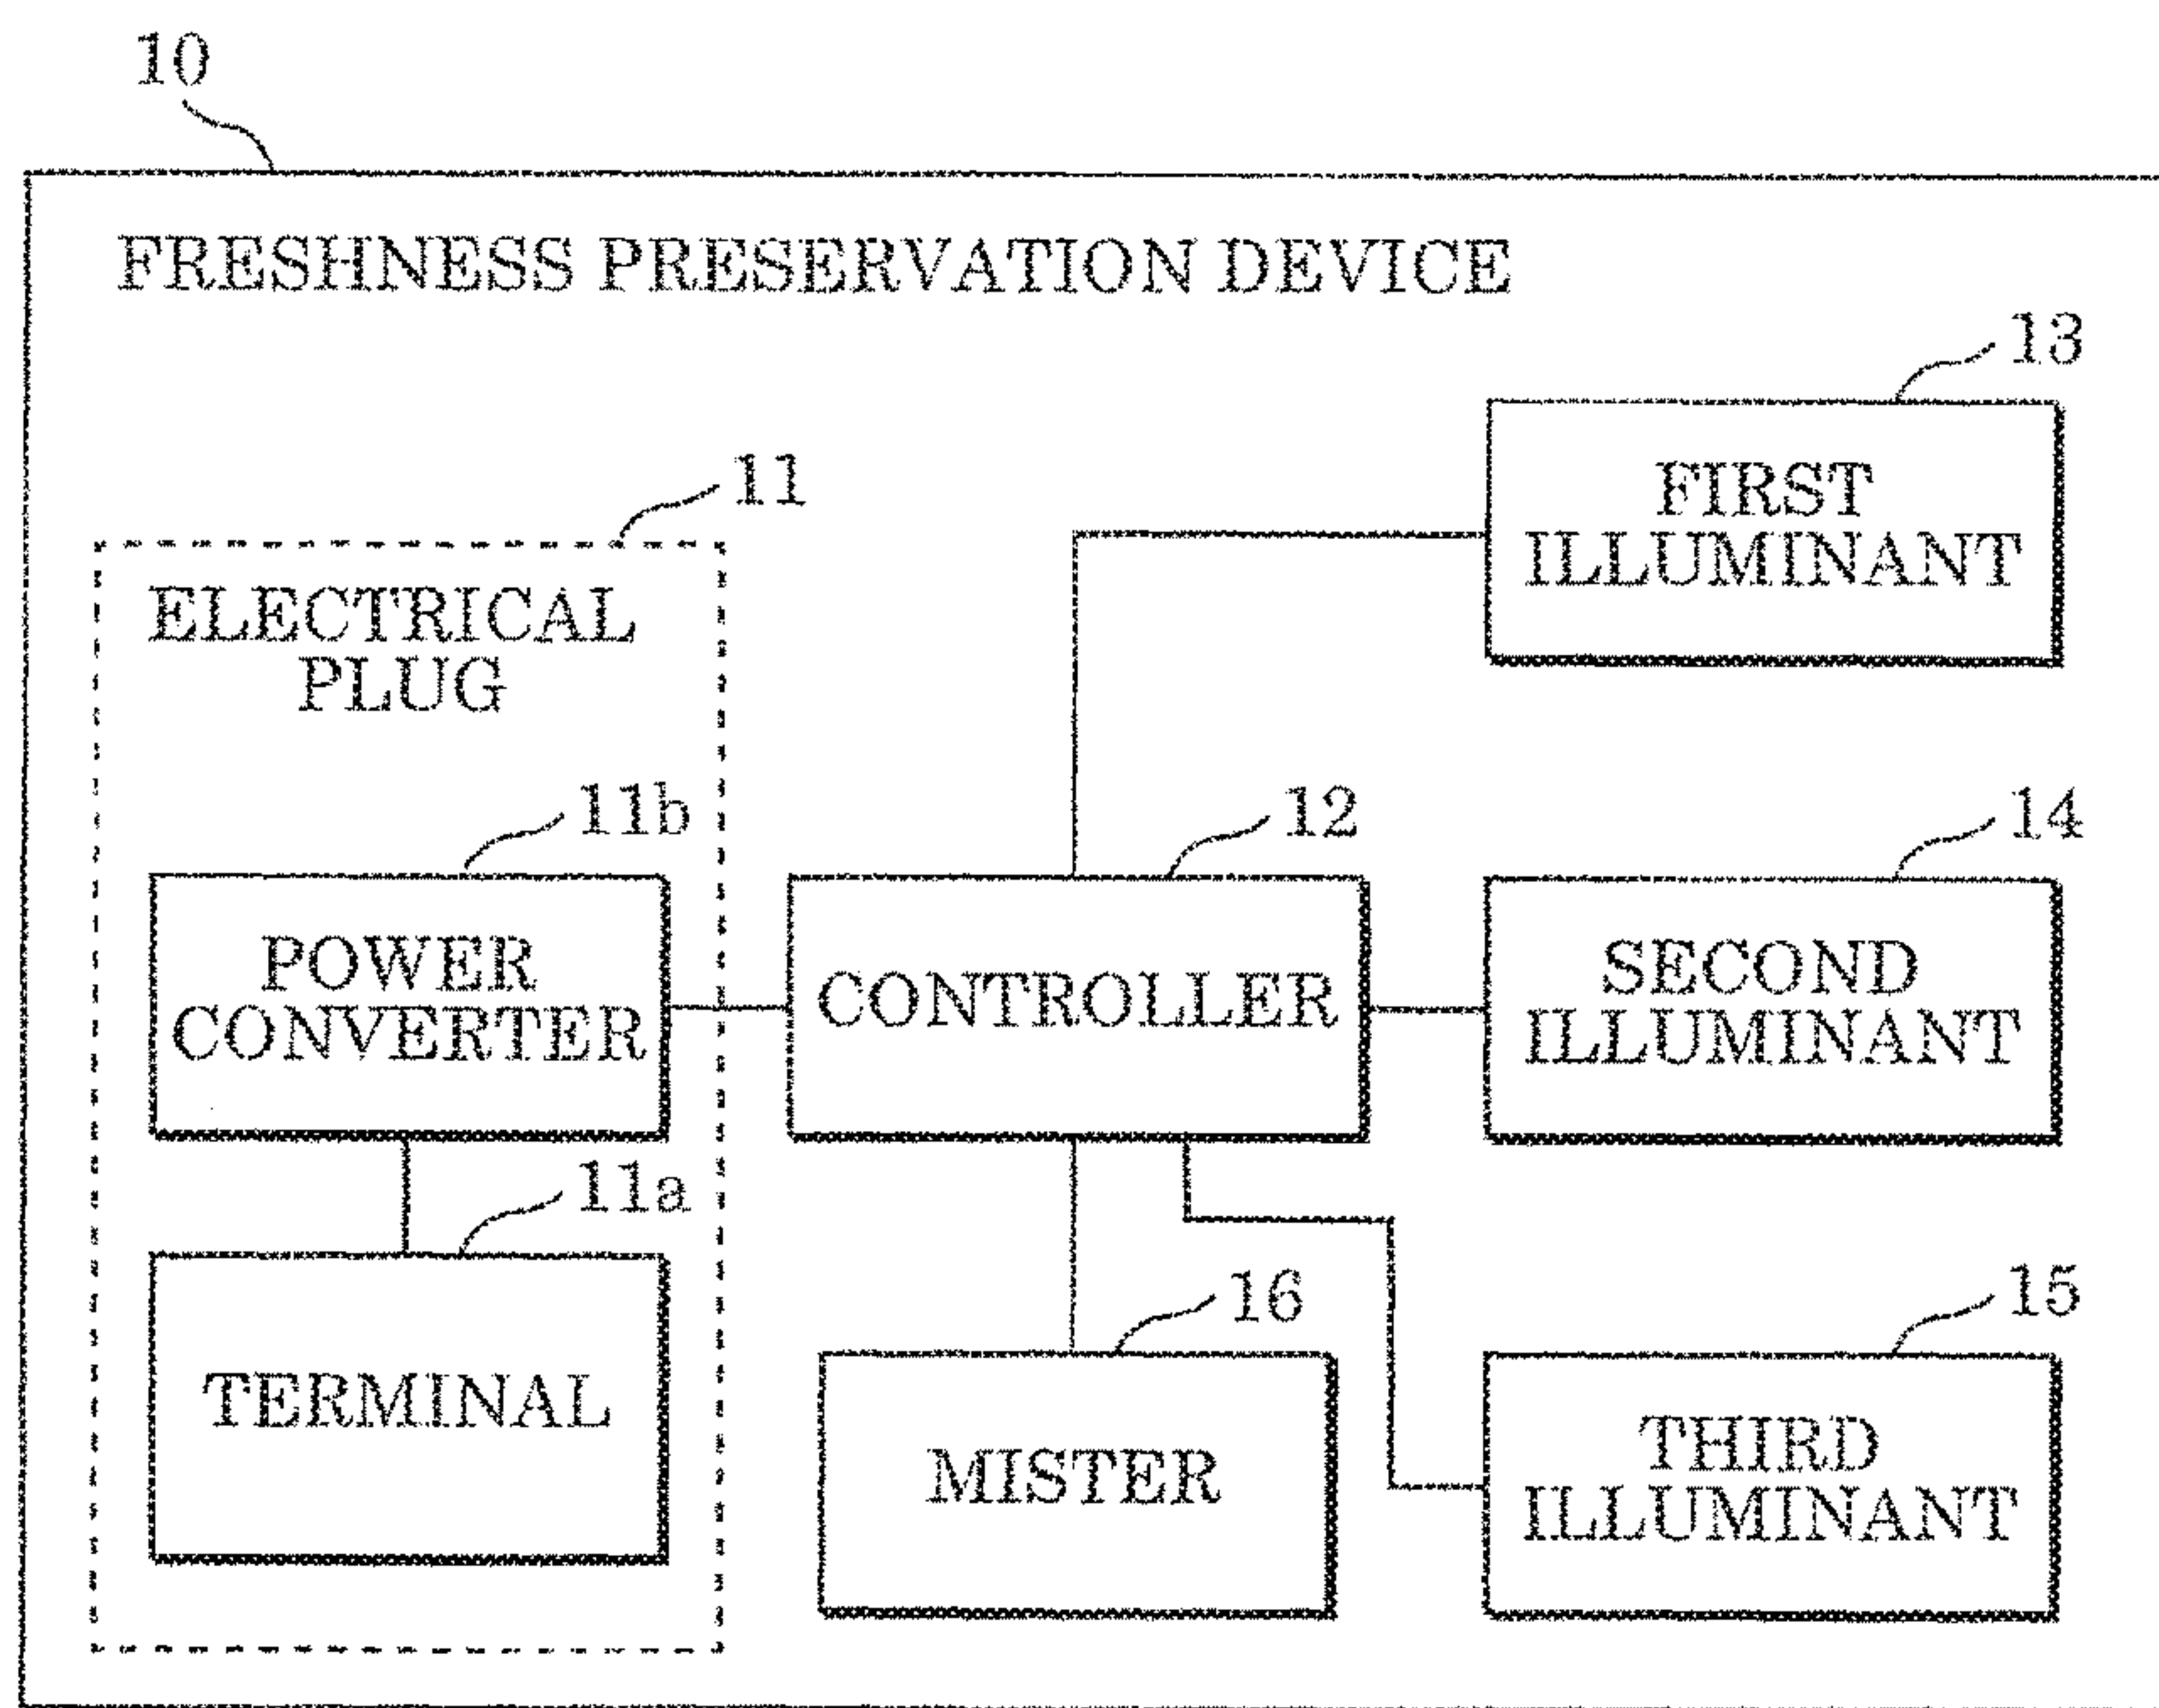 10
FRESHNESS PRESERVATION DEVICE
13
FIRST
ILLUMINANT
11
ELECTRICAL
PLUG
11b
POWER
CONVERTER
12
CONTROLLER
14
SECOND
ILLUMINANT
11a
TERMINAL
16
MISTER
15
THIRD
ILLUMINANT